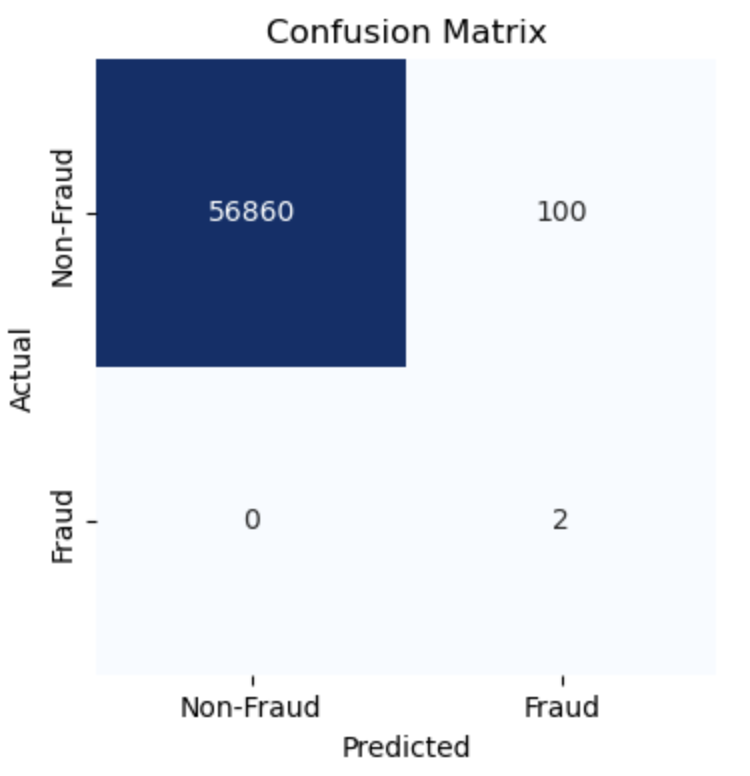 Confusion Matrix
Actual
Non-Fraud
56860
100
Fraud
0
2
Non-Fraud
Fraud
Predicted